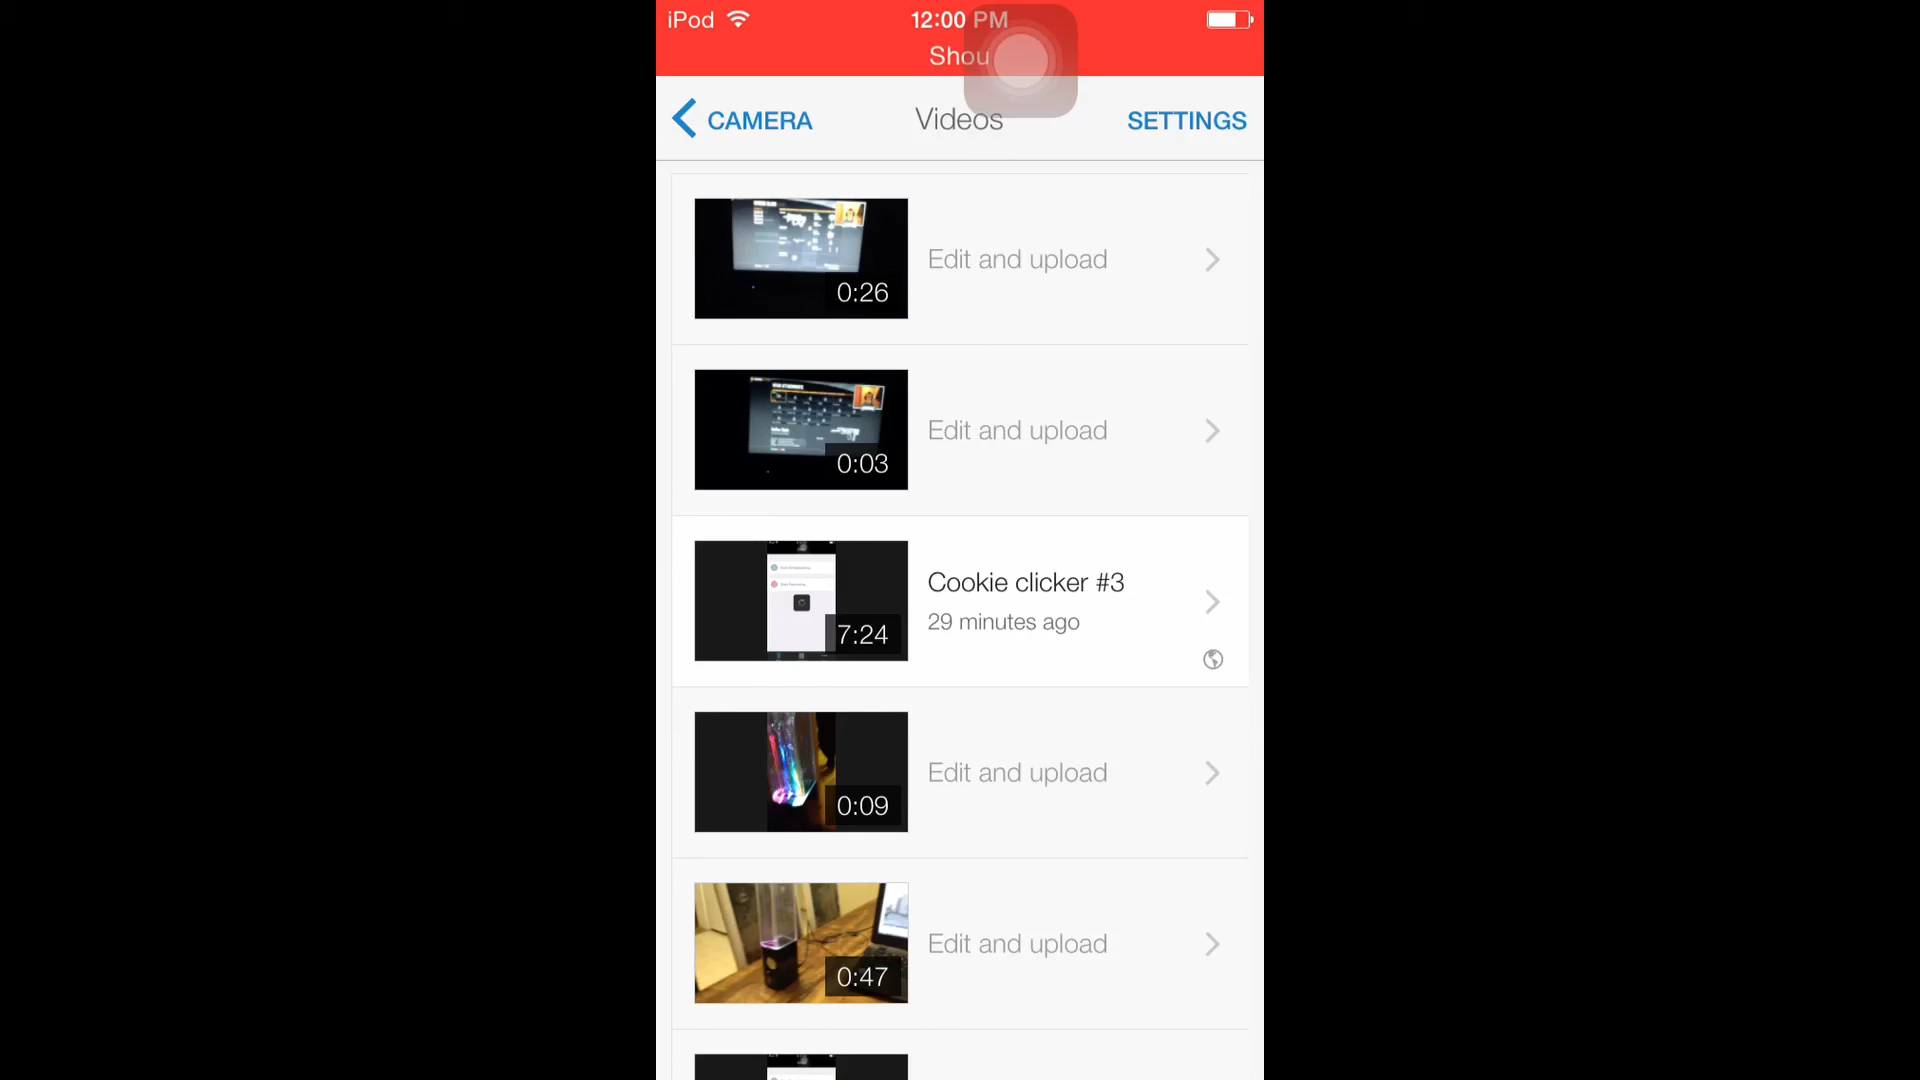 iPod 12:00 PM
Shou
CAMERA Videos SETTINGS
0:26 Edit and upload
0:03 Edit and upload
7:24 Cookie clicker #3
29 minutes ago
0:09 Edit and upload
0:47 Edit and upload